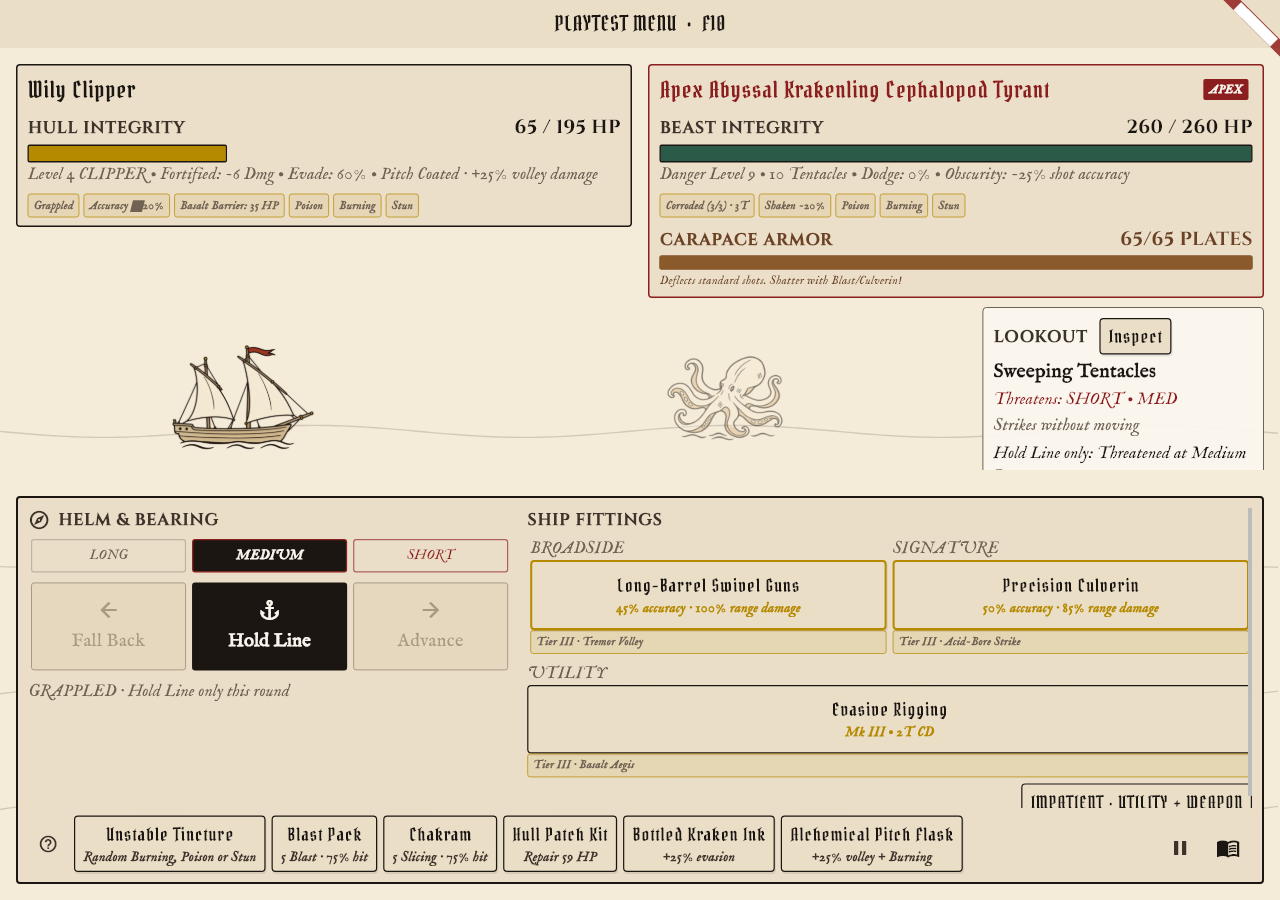 PLAYTEST MENU · F10
Wily Clipper
HULL INTEGRITY 65 / 195 HP
Level 4 CLIPPER • Fortified: -6 Dmg • Evade: 60% • Pitch Coated · +25% volley damage
Grappled Accuracy 20% Basalt Barrier: 35 HP Poison Burning Stun
Apex Abyssal Krakenling Cephalopod Tyrant APEX
BEAST INTEGRITY 260 / 260 HP
Danger Level 9 • 10 Tentacles • Dodge: 0% • Obscurity: -25% shot accuracy
Corroded (3/3) · 3T Shaken -20% Poison Burning Stun
CARAPACE ARMOR 65/65 PLATES
Deflects standard shots. Shatter with Blast/Culverin!
LOOKOUT Inspect
Sweeping Tentacles
Threatens: SHORT • MED
Strikes without moving
Hold Line only: Threatened at Medium
HELM & BEARING
LONG MEDIUM SHORT
Fall Back Hold Line Advance
GRAPPLED · Hold Line only this round
SHIP FITTINGS
BROADSIDE SIGNATURE
Long-Barrel Swivel Guns Precision Culverin
45% accuracy · 100% range damage 50% accuracy · 85% range damage
Tier III · Tremor Volley Tier III · Acid-Bore Strike
UTILITY
Evasive Rigging
Mk III • 2T CD
Tier III · Basalt Aegis
IMPATIENT · UTILITY + WEAPON
Unstable Tincture Blast Pack Chakram Hull Patch Kit Bottled Kraken Ink Alchemical Pitch Flask
Random Burning, Poison or Stun 5 Blast · 75% hit 5 Slicing · 75% hit Repair 59 HP +25% evasion +25% volley + Burning